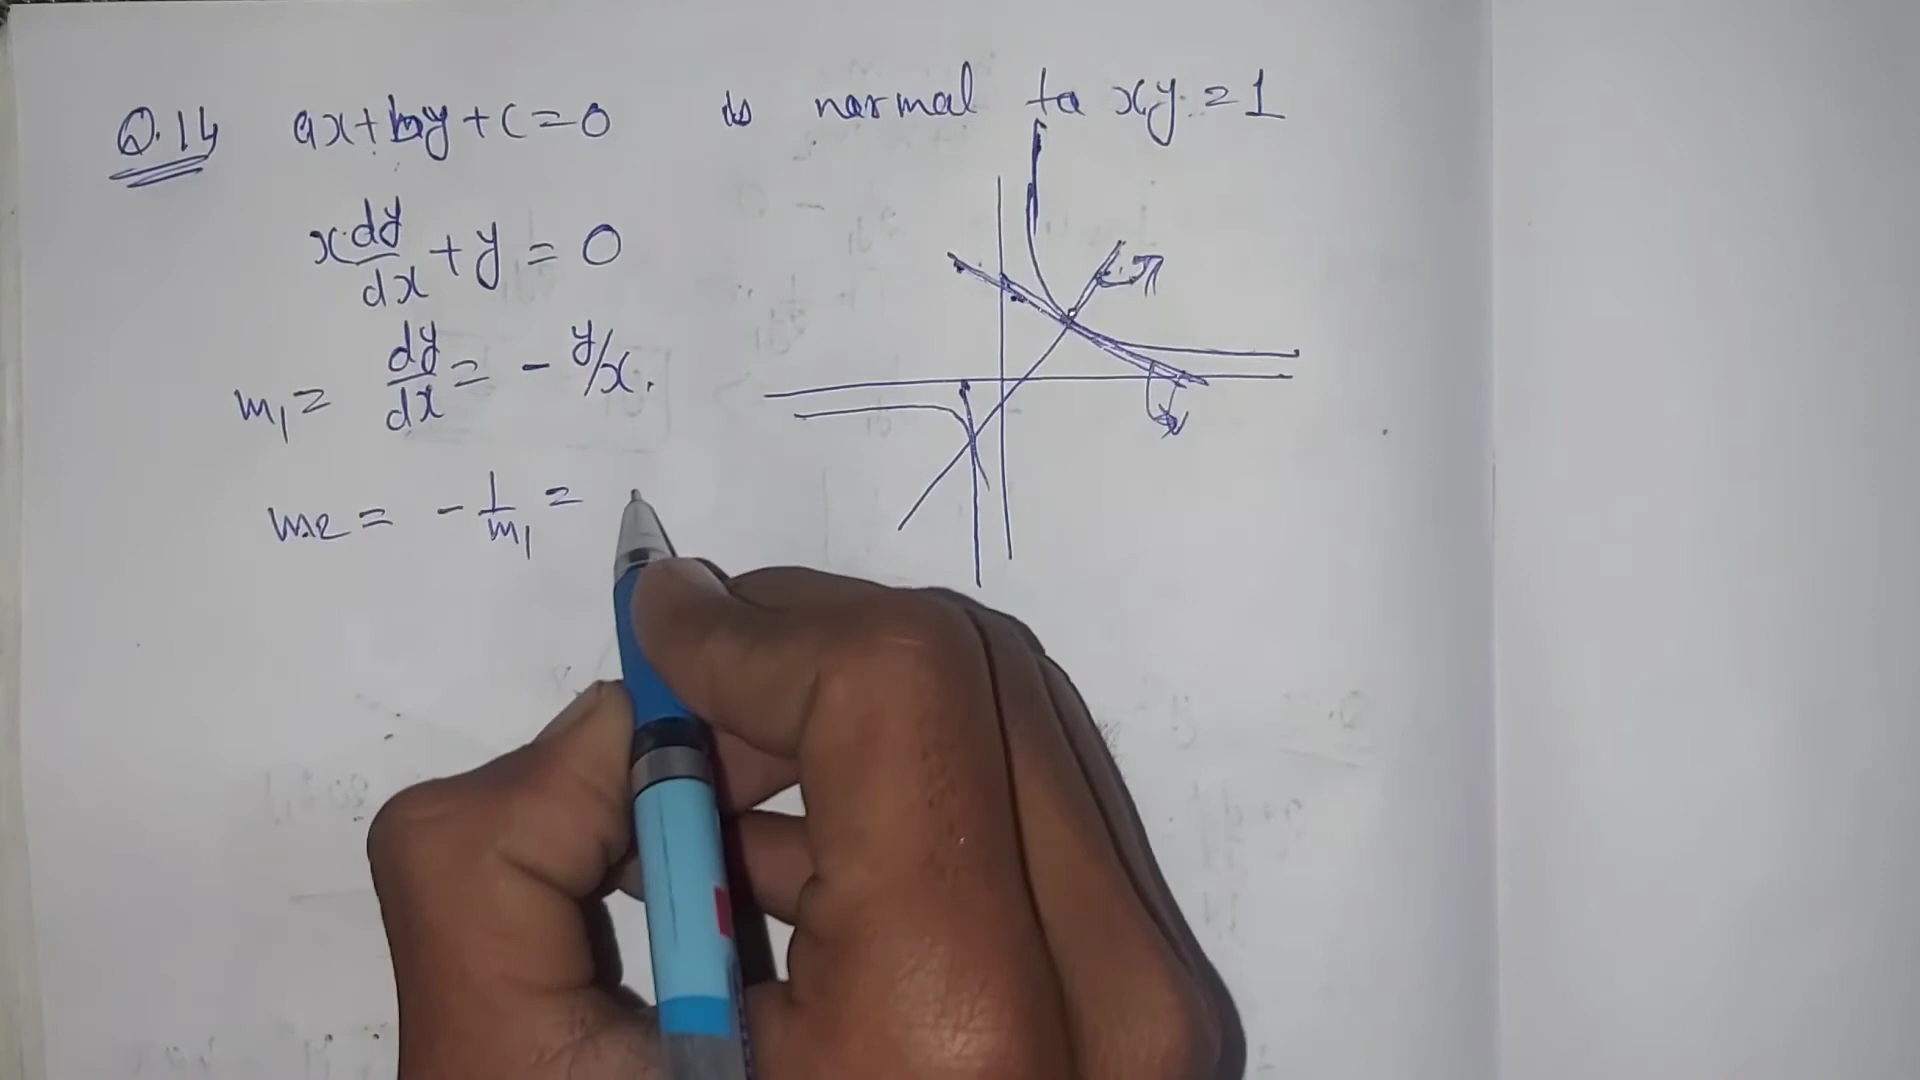 Q.14 ax+by+c=0 is normal to xy=1
x dy/dx + y = 0
m₁ = dy/dx = - y/x.
m₂ = - 1/m₁ =